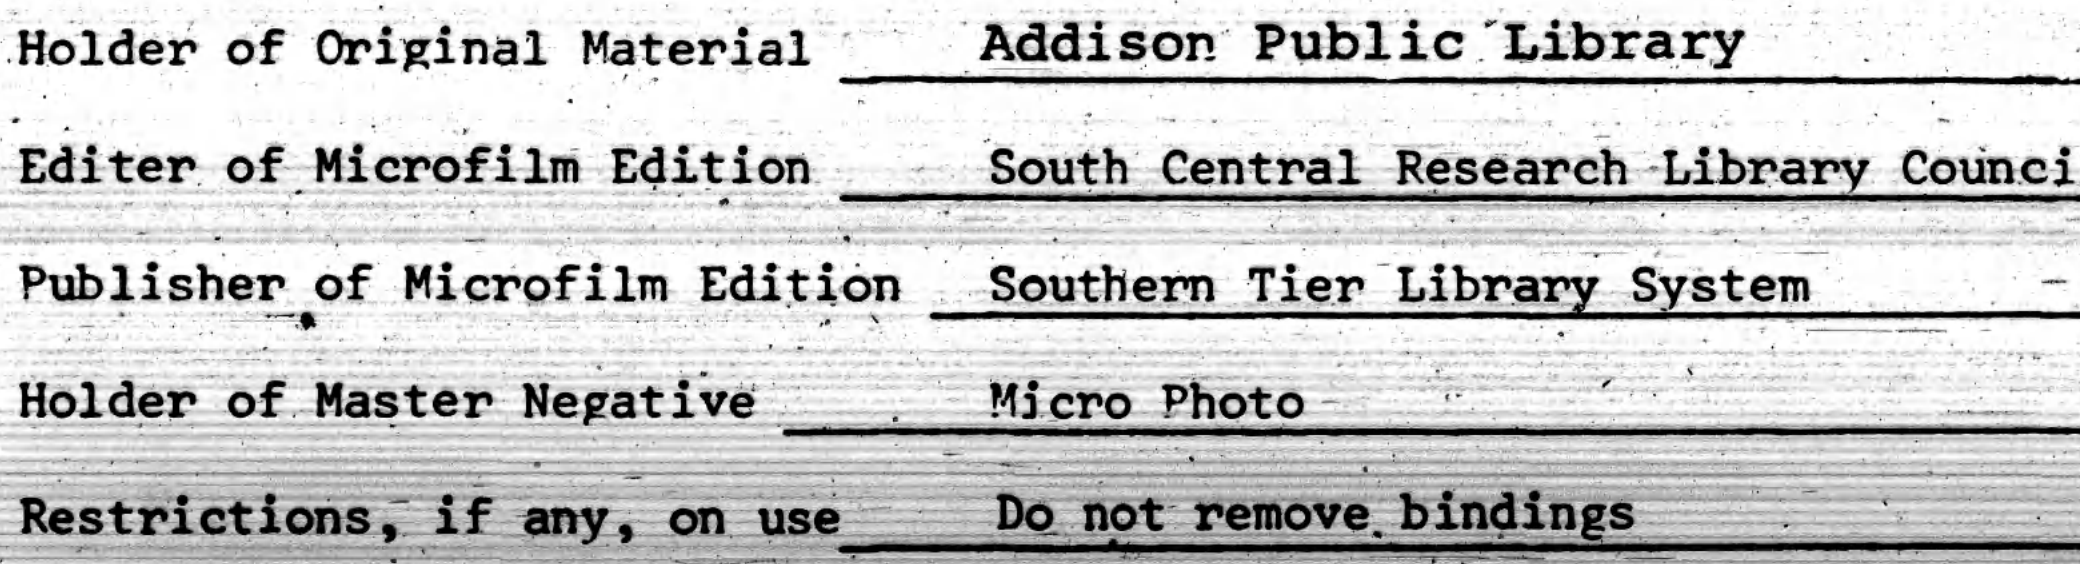 Holder of Original Material Addison Public Library
Editer of Microfilm Edition South Central Research Library Counci
Publisher of Microfilm Edition Southern Tier Library System
Holder of Master Negative Micro Photo
Restrictions, if any, on use Do not remove bindings